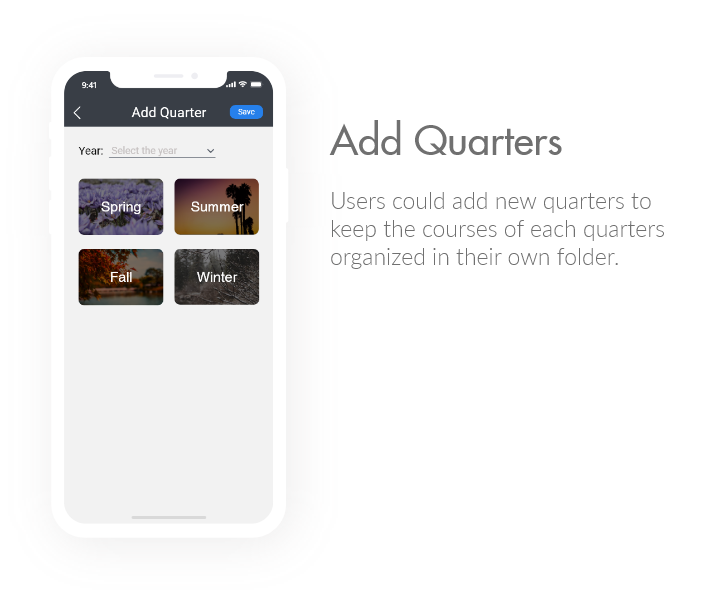 9:41
Add Quarter
Save
Year: Select the year
Spring
Summer
Fall
Winter
Add Quarters
Users could add new quarters to
keep the courses of each quarters
organized in their own folder.